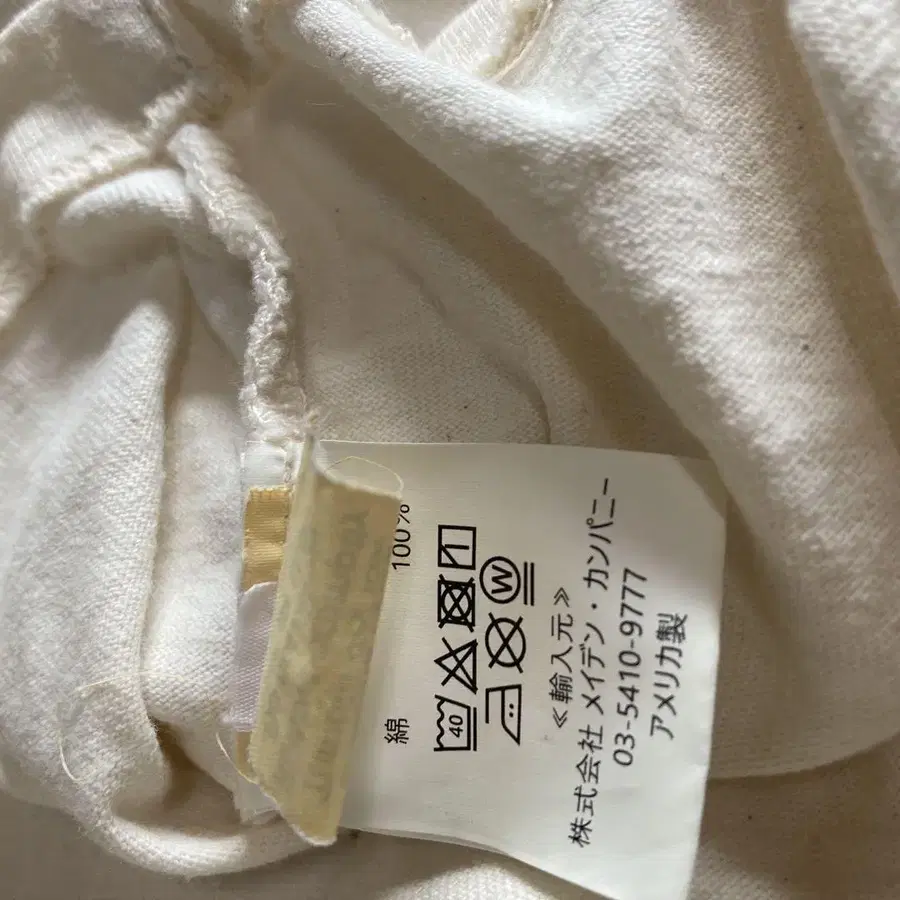 綿 100%
40
W
≪輸入元≫
株式会社 メイデン・カンパニー
03-5410-9777
アメリカ製